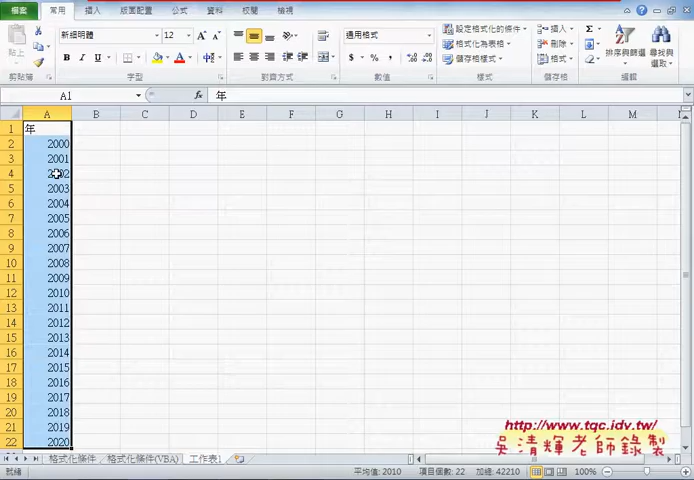 檔案 常用 插入 版面配置 公式 資料 校閱 檢視
新細明體 12 A A 通用格式 設定格式化的條件 插入 Σ
貼上 B I U A $ % , 格式化為表格 刪除 排序與篩選 尋找與選取
儲存格樣式 格式
剪貼簿 字型 對齊方式 數值 樣式 儲存格 編輯
A1 fx 年
A B C D E F G H I J K L M
1 年
2 2000
3 2001
4 2002
5 2003
6 2004
7 2005
8 2006
9 2007
10 2008
11 2009
12 2010
13 2011
14 2012
15 2013
16 2014
17 2015
18 2016
19 2017
20 2018
21 2019
22 2020
http://www.tqc.idv.tw/
吳清輝老師錄製
格式化條件 格式化條件(VBA) 工作表1
就緒 平均值: 2010 項目個數: 22 加總: 42210 100%